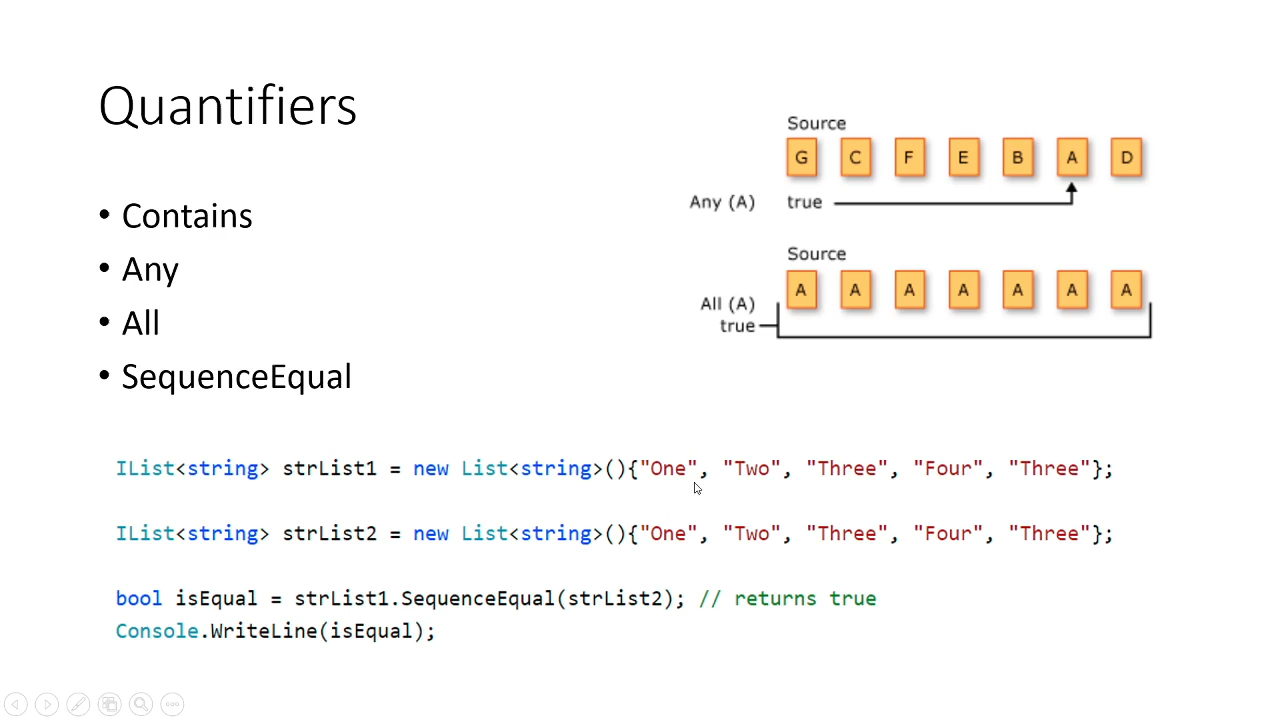 Quantifiers
• Contains
• Any
• All
• SequenceEqual
Source
G C F E B A D
Any (A) true
Source
A A A A A A A
All (A)
true
IList<string> strList1 = new List<string>(){"One", "Two", "Three", "Four", "Three"};
IList<string> strList2 = new List<string>(){"One", "Two", "Three", "Four", "Three"};
bool isEqual = strList1.SequenceEqual(strList2); // returns true
Console.WriteLine(isEqual);